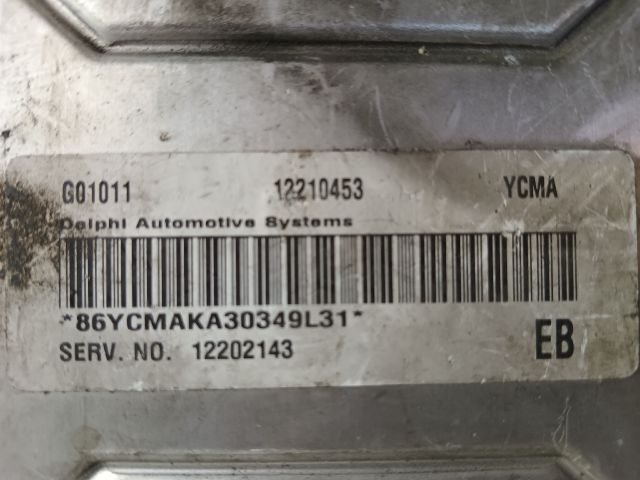 G01011 12210453 YCMA
Delphi Automotive Systems
*86YCMAKA30349L31*
SERV. NO. 12202143 EB